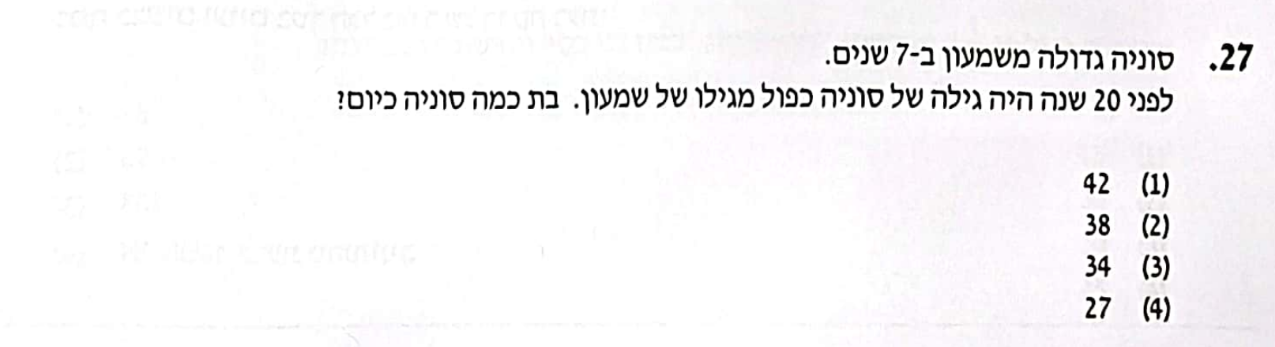 27. סוניה גדולה משמעון ב-7 שנים.
לפני 20 שנה היה גילה של סוניה כפול מגילו של שמעון. בת כמה סוניה כיום?
(1) 42
(2) 38
(3) 34
(4) 27